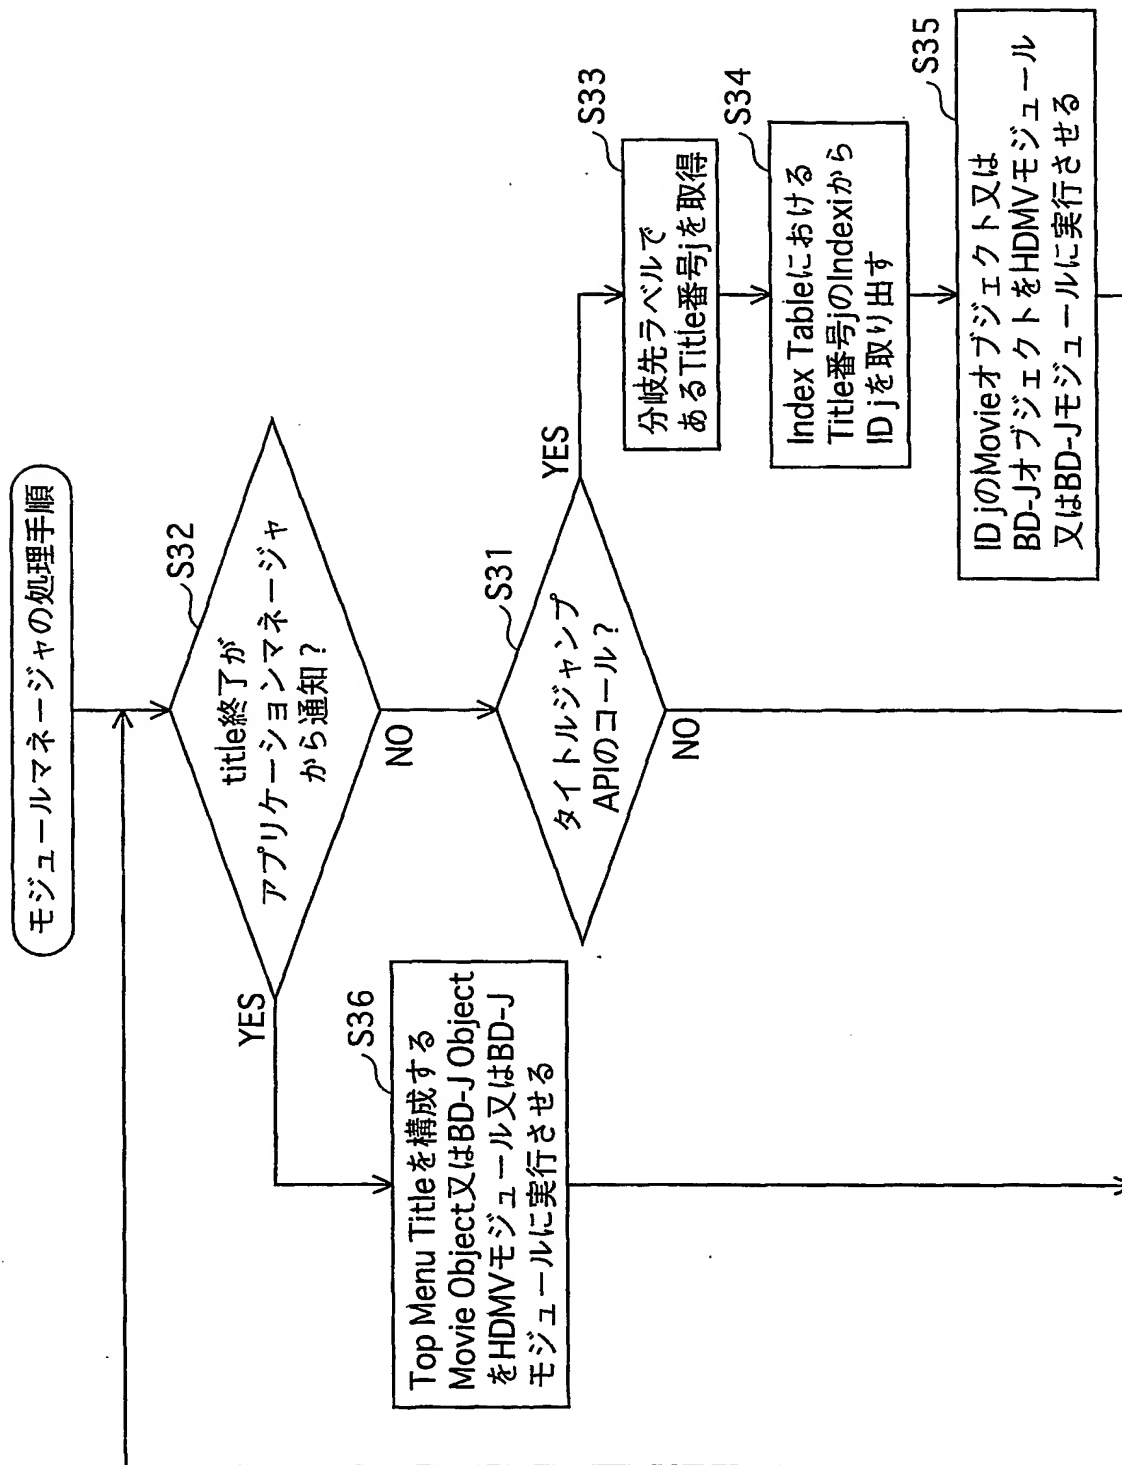 モジュールマネージャの処理手順
S32
title終了が
アプリケーションマネージャ
から通知？
YES
NO
S36
Top Menu Titleを構成する
Movie Object又はBD-J Object
をHDMVモジュール又はBD-J
モジュールに実行させる
S31
タイトルジャンプ
APIのコール？
YES
NO
S33
分岐先ラベルで
あるTitle番号jを取得
S34
Index Tableにおける
Title番号jのIndexiから
ID jを取り出す
S35
ID jのMovieオブジェクト又は
BD-JオブジェクトをHDMVモジュール
又はBD-Jモジュールに実行させる